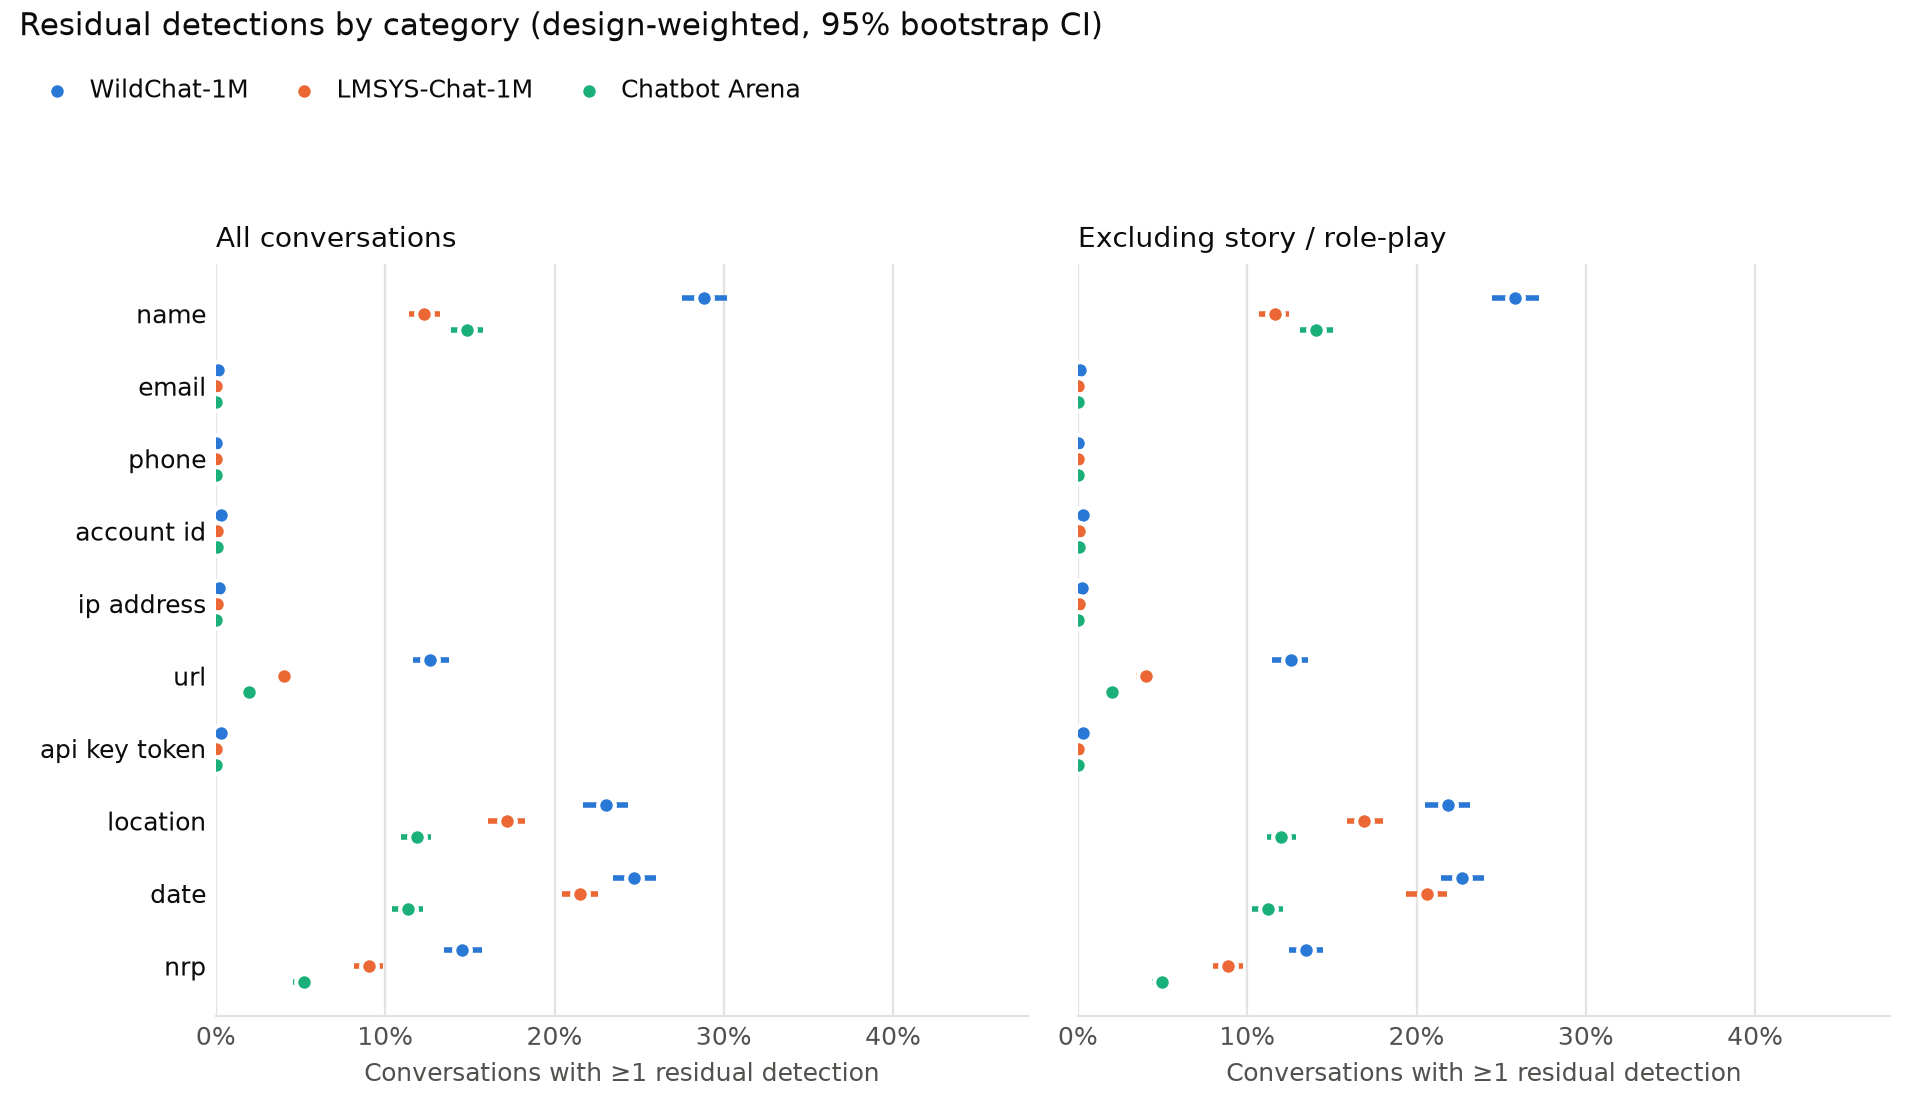 Residual detections by category (design-weighted, 95% bootstrap CI)
WildChat-1M LMSYS-Chat-1M Chatbot Arena
All conversations
Excluding story / role-play
name
email
phone
account id
ip address
url
api key token
location
date
nrp
0% 10% 20% 30% 40%
0% 10% 20% 30% 40%
Conversations with ≥1 residual detection
Conversations with ≥1 residual detection